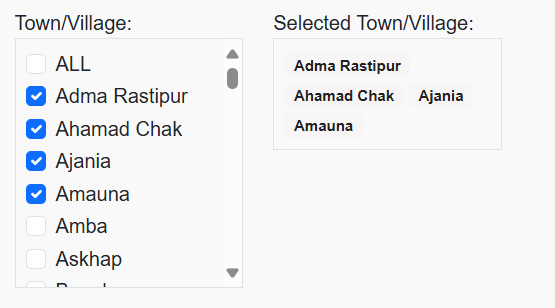 Town/Village:
ALL
Adma Rastipur
Ahamad Chak
Ajania
Amauna
Amba
Askhap
Selected Town/Village:
Adma Rastipur
Ahamad Chak Ajania
Amauna